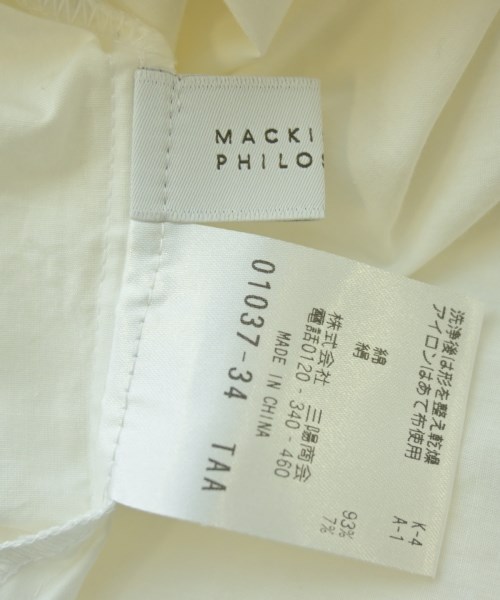 MACKI
PHILOS
洗浄後は形を整え乾燥 K-4
アイロンはあて布使用 A-1
綿 93%
絹 7%
株式会社 三陽商会
電話0120-340-460
MADE IN CHINA
01037-34 TAA